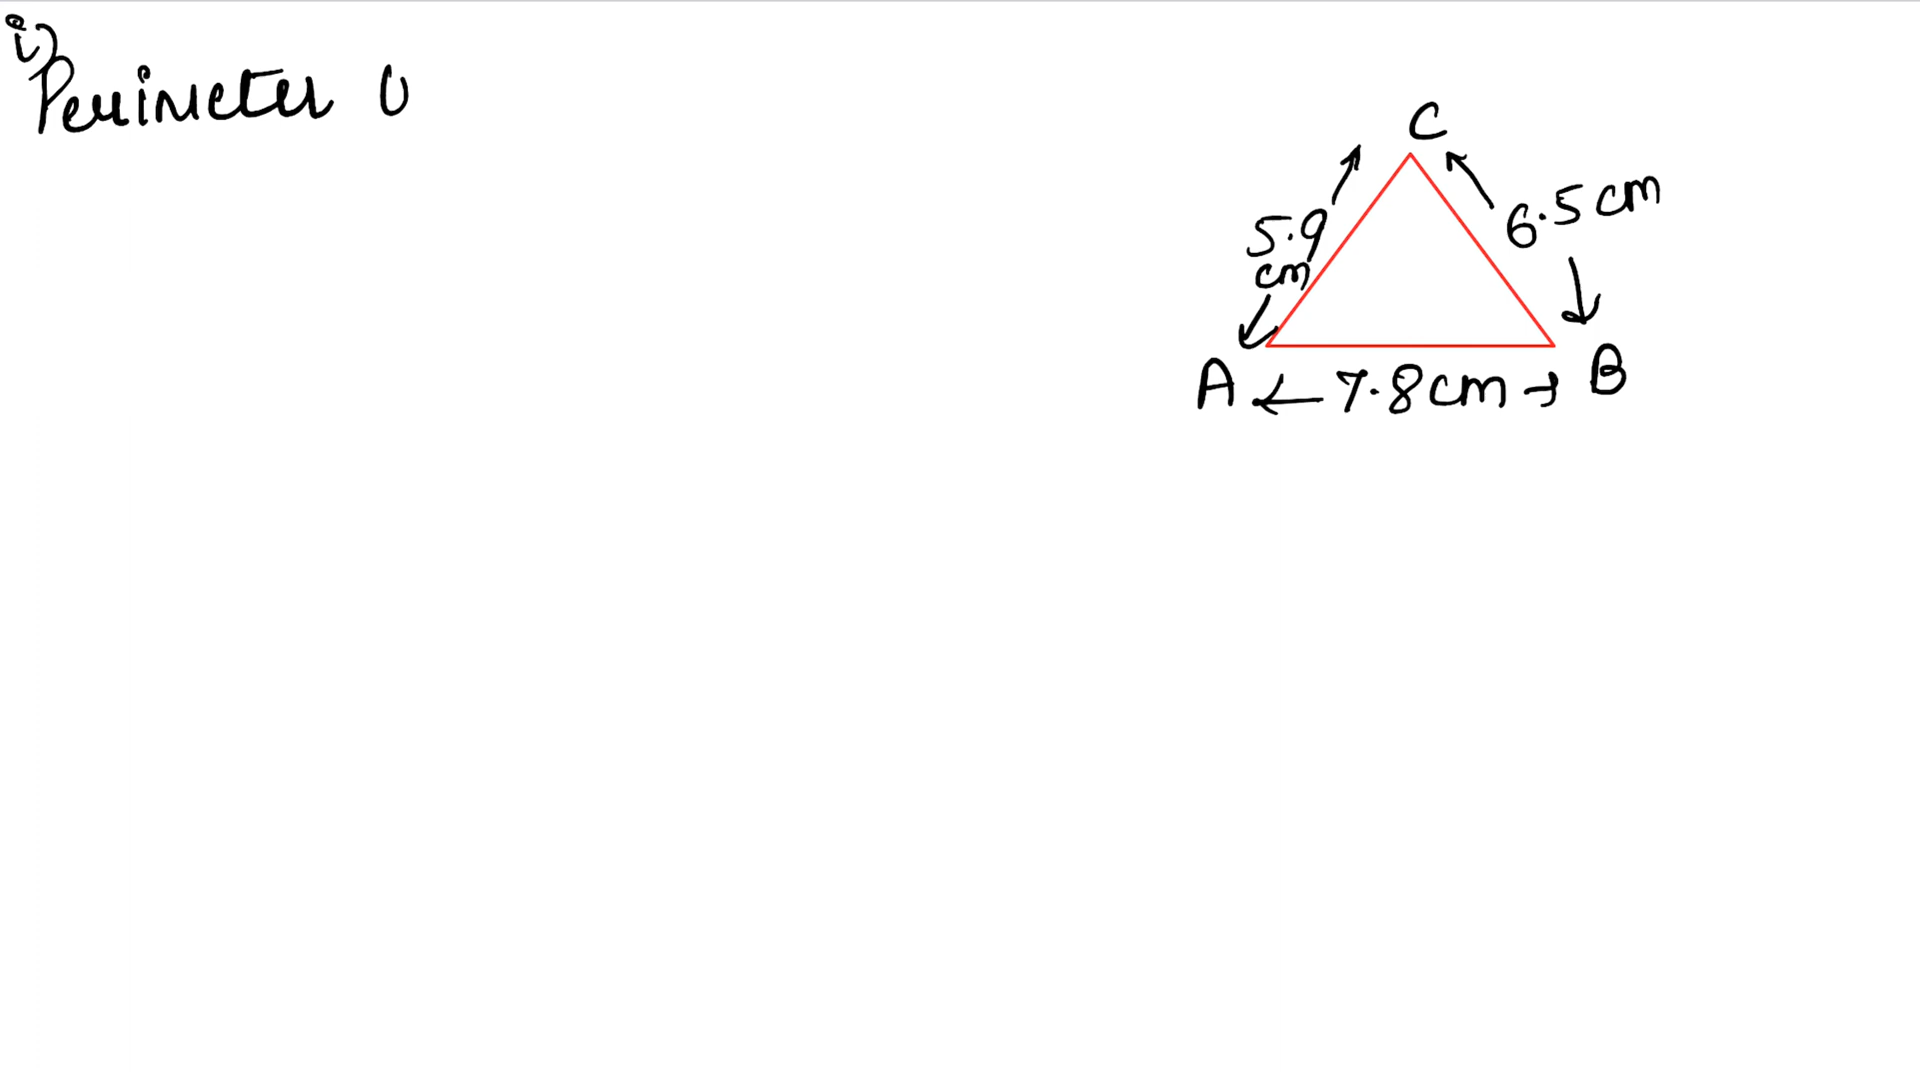 i)
Perimeter O
C
5.9
cm
6.5 cm
A ← 7.8 cm → B